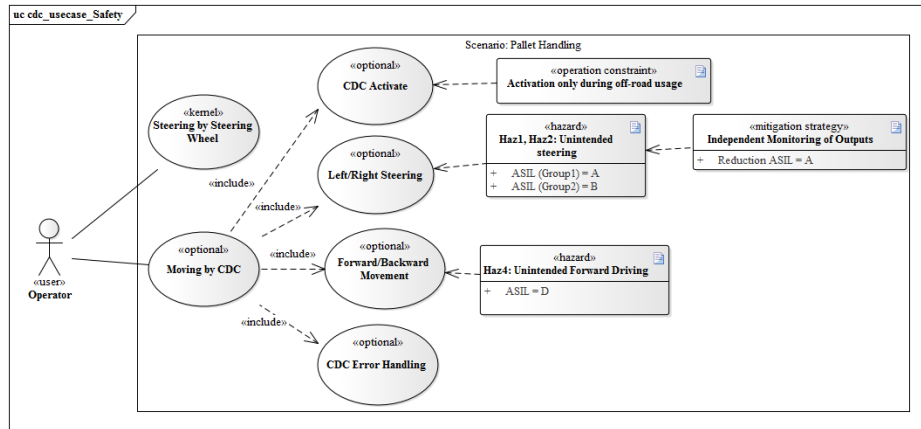 uc cdc_usecase_Safety
Scenario: Pallet Handling
«optional»
CDC Activate
«operation constraint»
Activation only during off-road usage
«kernel»
Steering by Steering
Wheel
«include»
«optional»
Left/Right Steering
«hazard»
Haz1, Haz2: Unintended
steering
+ ASIL (Group1) = A
+ ASIL (Group2) = B
«mitigation strategy»
Independent Monitoring of Outputs
+ Reduction ASIL = A
«include»
«user»
Operator
«optional»
Moving by CDC
«include»
«optional»
Forward/Backward
Movement
«hazard»
Haz4: Unintended Forward Driving
+ ASIL = D
«include»
«optional»
CDC Error Handling